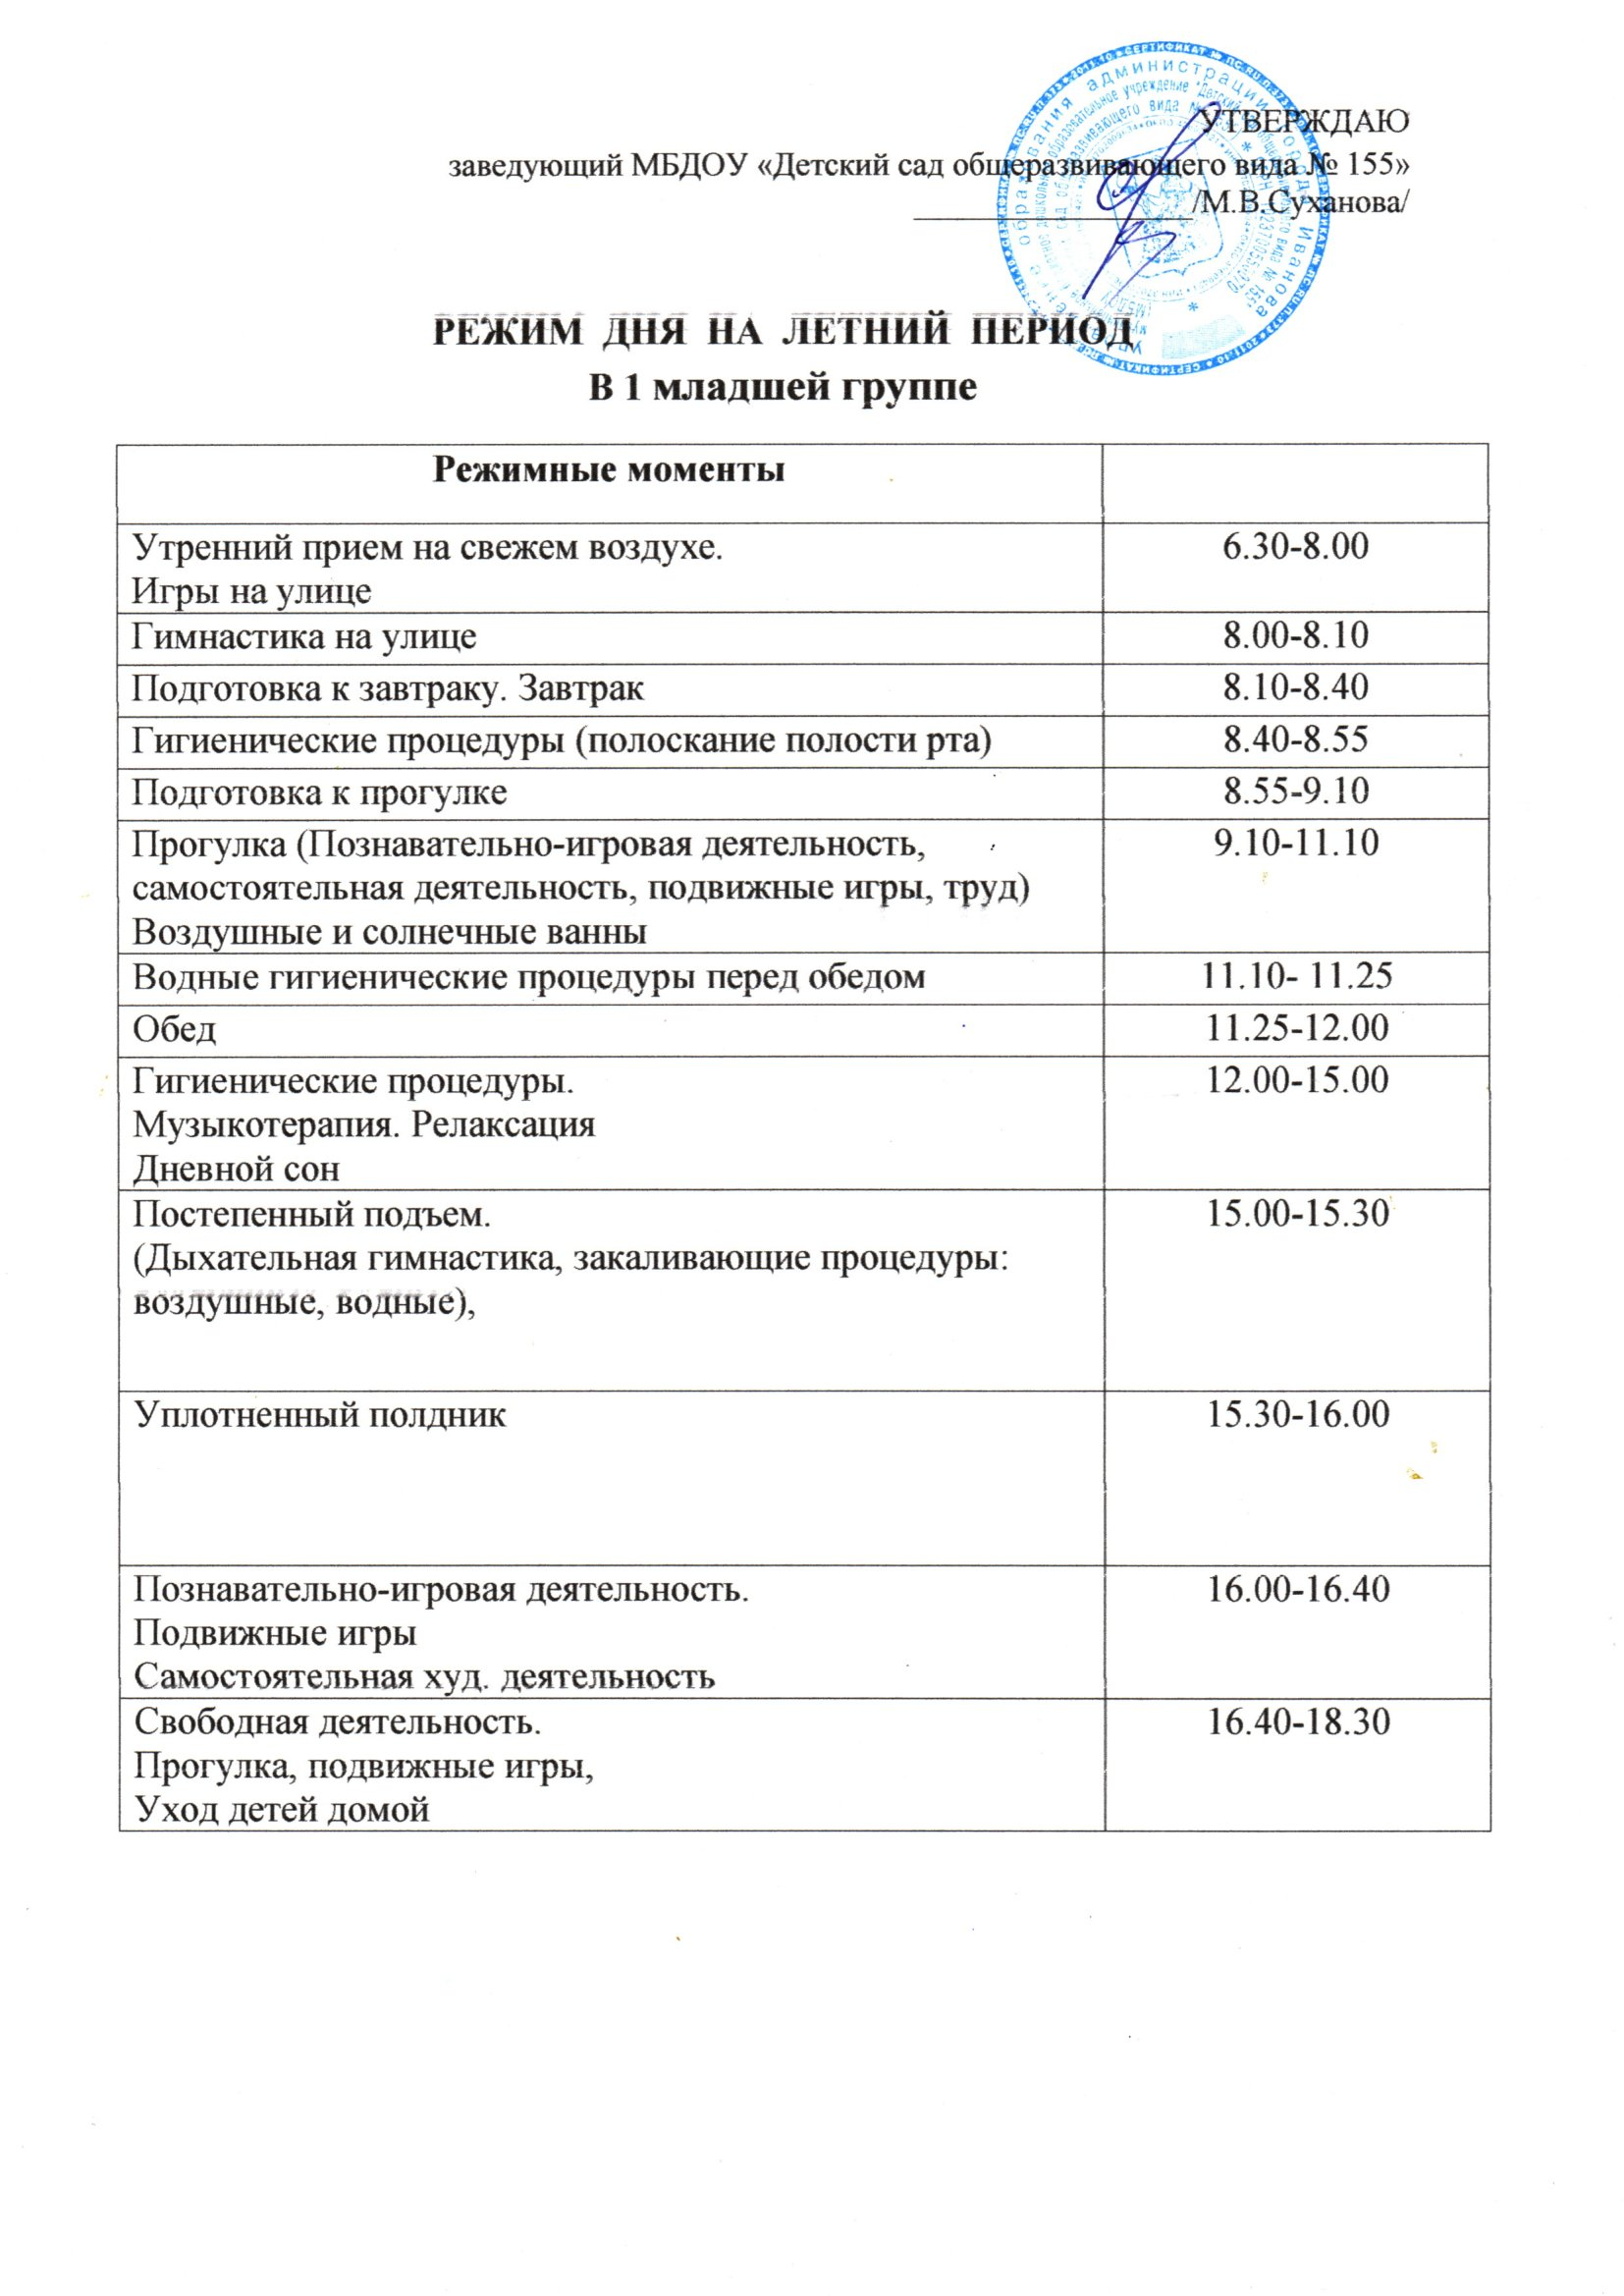 УТВЕРЖДАЮ
заведующий МБДОУ «Детский сад общеразвивающего вида № 155»
/М.В.Суханова/
РЕЖИМ ДНЯ НА ЛЕТНИЙ ПЕРИОД
В 1 младшей группе
Режимные моменты
Утренний прием на свежем воздухе. 6.30-8.00
Игры на улице
Гимнастика на улице 8.00-8.10
Подготовка к завтраку. Завтрак 8.10-8.40
Гигиенические процедуры (полоскание полости рта) 8.40-8.55
Подготовка к прогулке 8.55-9.10
Прогулка (Познавательно-игровая деятельность, 9.10-11.10
самостоятельная деятельность, подвижные игры, труд)
Воздушные и солнечные ванны
Водные гигиенические процедуры перед обедом 11.10- 11.25
Обед 11.25-12.00
Гигиенические процедуры. 12.00-15.00
Музыкотерапия. Релаксация
Дневной сон
Постепенный подъем. 15.00-15.30
(Дыхательная гимнастика, закаливающие процедуры:
воздушные, водные),
Уплотненный полдник 15.30-16.00
Познавательно-игровая деятельность. 16.00-16.40
Подвижные игры
Самостоятельная худ. деятельность
Свободная деятельность. 16.40-18.30
Прогулка, подвижные игры,
Уход детей домой